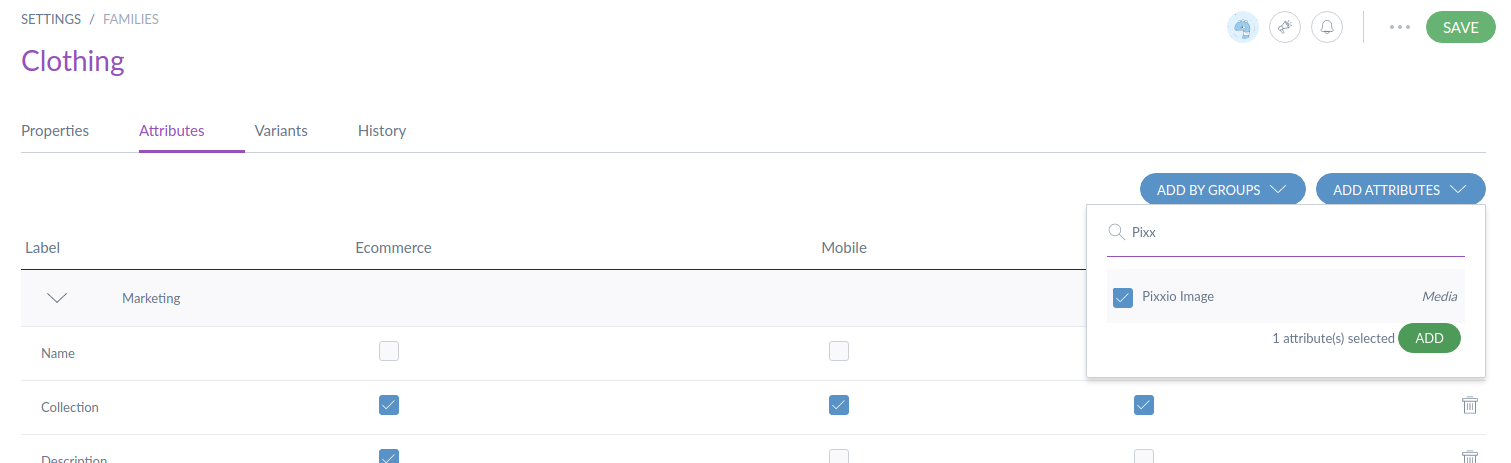 SETTINGS / FAMILIES
SAVE
Clothing
Properties Attributes Variants History
ADD BY GROUPS ADD ATTRIBUTES
Pixx
Label Ecommerce Mobile
Marketing
Pixxio Image Media
1 attribute(s) selected ADD
Name
Collection
Description